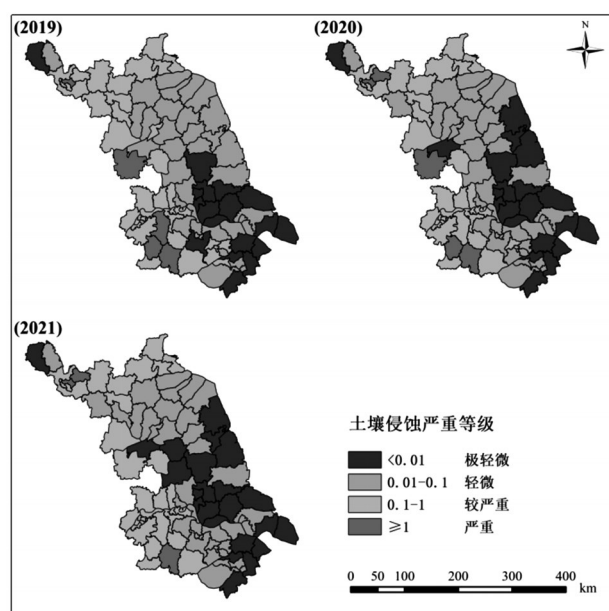 (2019)
(2020)
N
(2021)
土壤侵蚀严重等级
<0.01 极轻微
0.01-0.1 轻微
0.1-1 较严重
≥1 严重
0 50 100 200 300 400
km